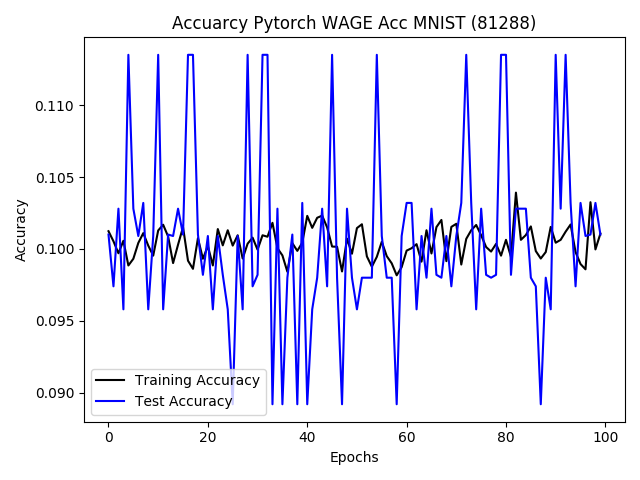 Accuarcy Pytorch WAGE Acc MNIST (81288)
Accuracy
0.110
0.105
0.100
0.095
0.090
Training Accuracy
Test Accuracy
0 20 40 60 80 100
Epochs